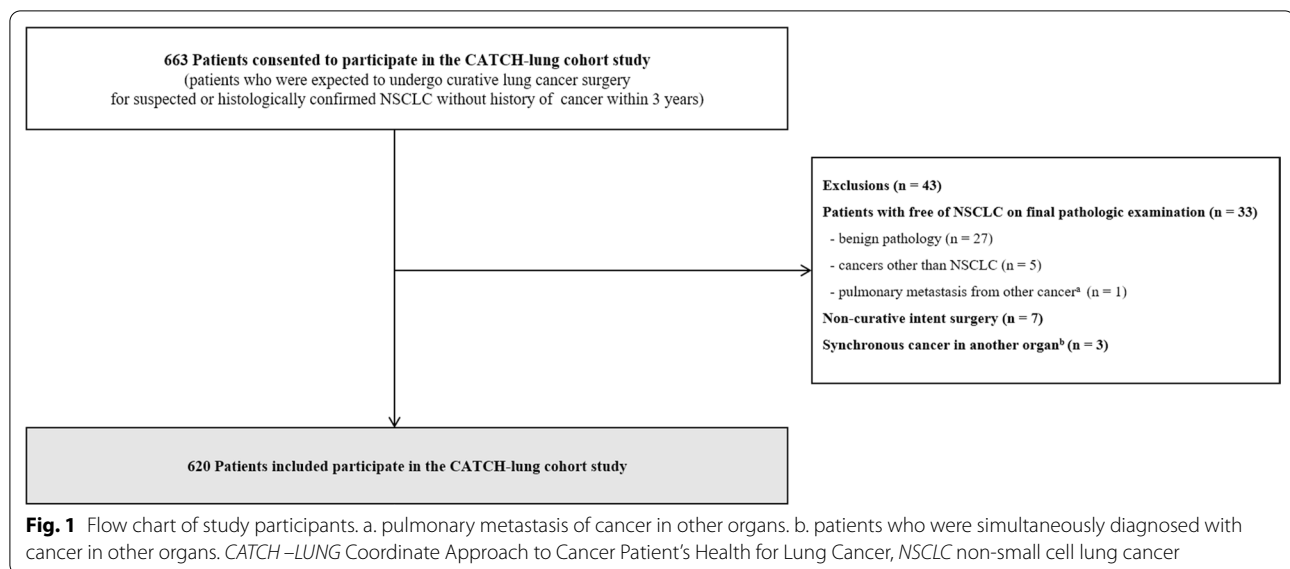 663 Patients consented to participate in the CATCH-lung cohort study
(patients who were expected to undergo curative lung cancer surgery
for suspected or histologically confirmed NSCLC without history of cancer within 3 years)
Exclusions (n = 43)
Patients with free of NSCLC on final pathologic examination (n = 33)
- benign pathology (n = 27)
- cancers other than NSCLC (n = 5)
- pulmonary metastasis from other cancerᵃ (n = 1)
Non-curative intent surgery (n = 7)
Synchronous cancer in another organᵇ (n = 3)
620 Patients included participate in the CATCH-lung cohort study
Fig. 1 Flow chart of study participants. a. pulmonary metastasis of cancer in other organs. b. patients who were simultaneously diagnosed with
cancer in other organs. CATCH –LUNG Coordinate Approach to Cancer Patient's Health for Lung Cancer, NSCLC non-small cell lung cancer